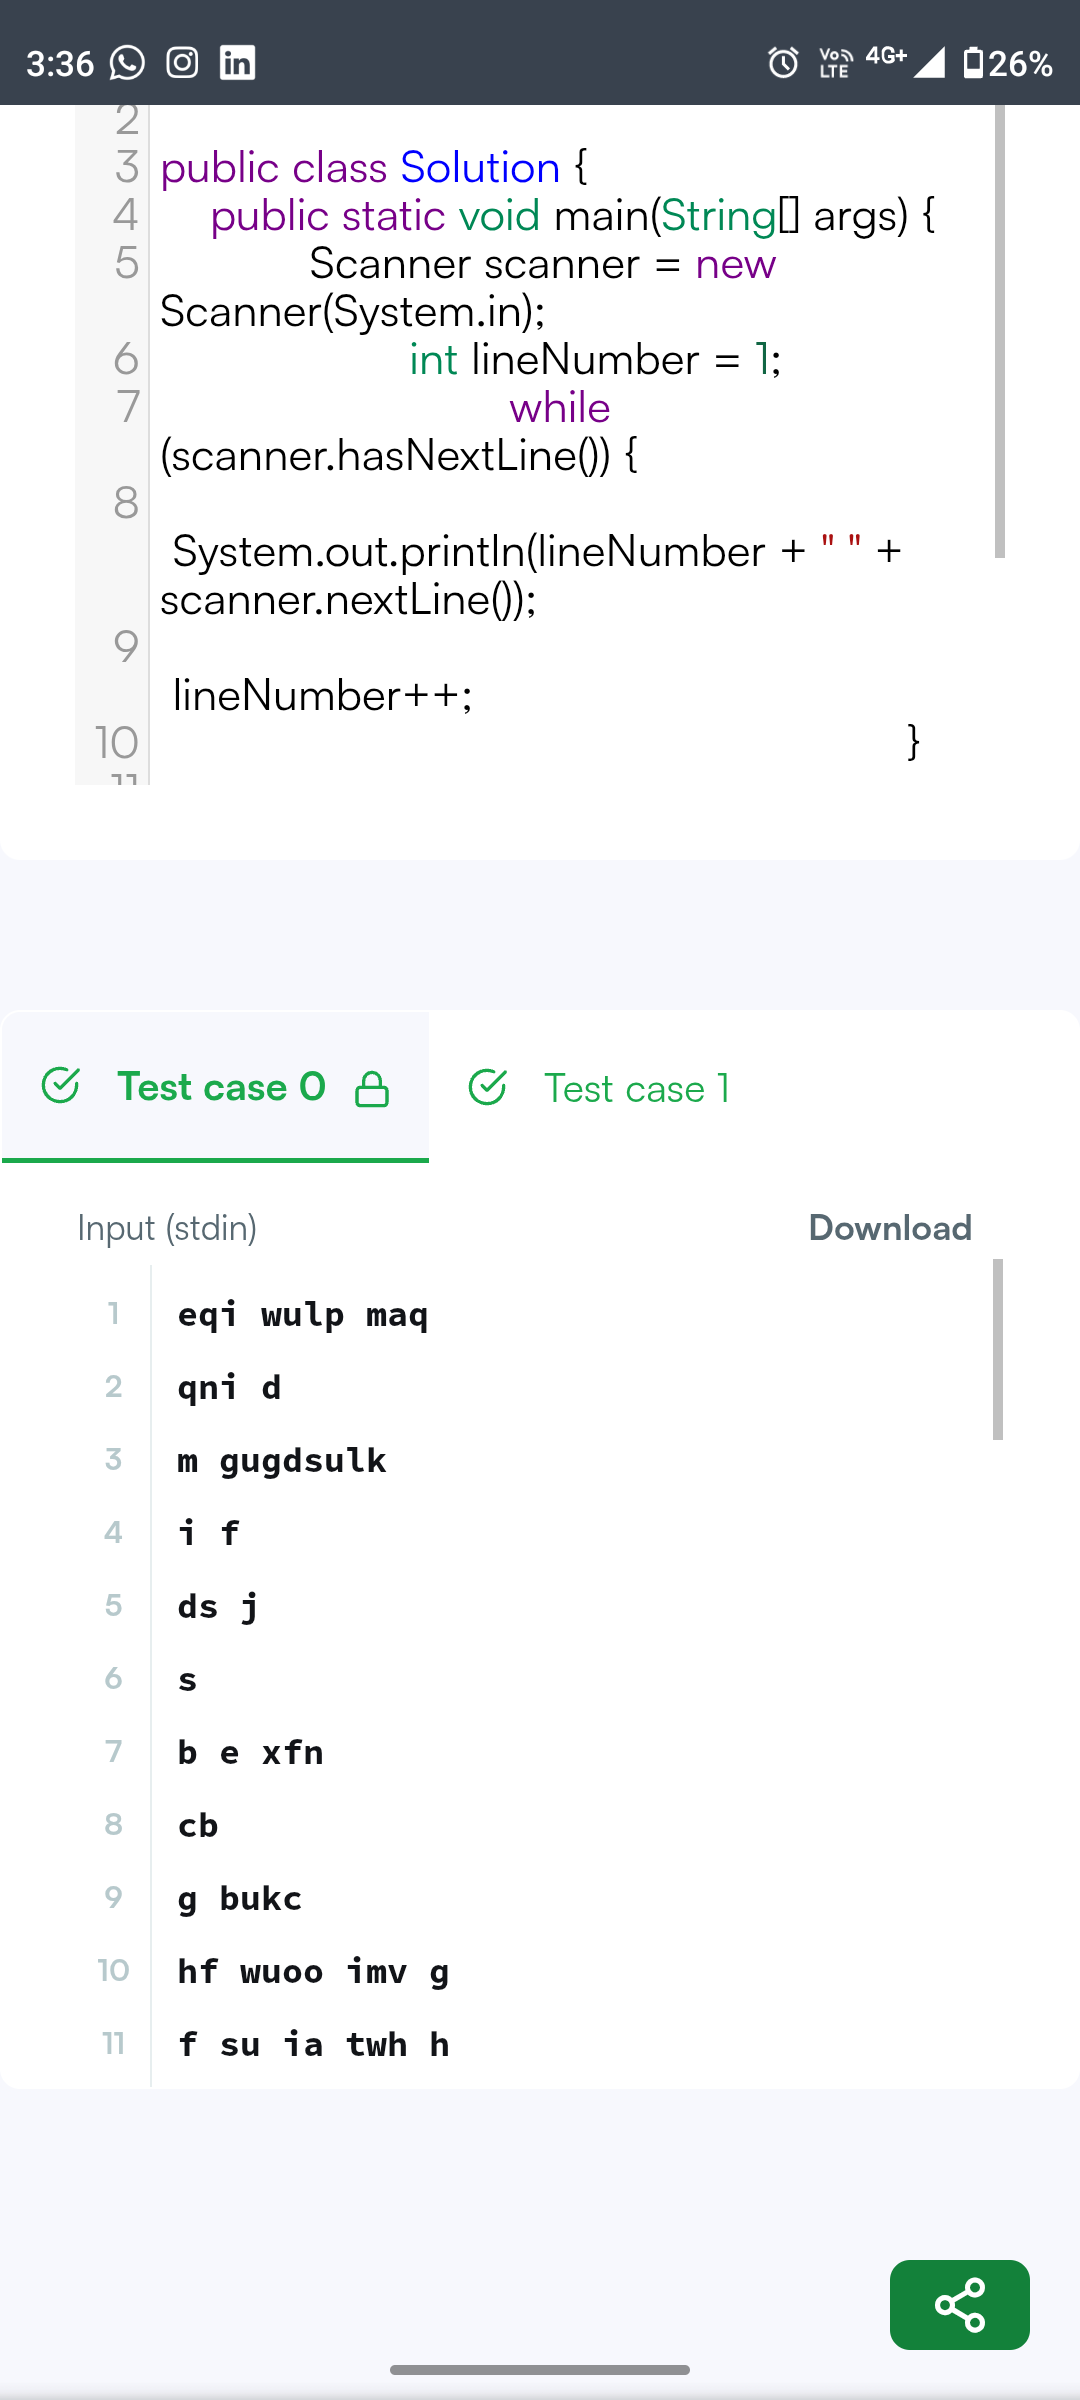 3:36 in Vo LTE 4G+ 26%
2
3 public class Solution {
4 public static void main(String[] args) {
5 Scanner scanner = new
Scanner(System.in);
6 int lineNumber = 1;
7 while
(scanner.hasNextLine()) {
8
System.out.println(lineNumber + " " +
scanner.nextLine());
9
lineNumber++;
10 }
11
Test case 0 Test case 1
Input (stdin) Download
1 eqi wulp maq
2 qni d
3 m gugdsulk
4 i f
5 ds j
6 s
7 b e xfn
8 cb
9 g bukc
10 hf wuoo imv g
11 f su ia twh h